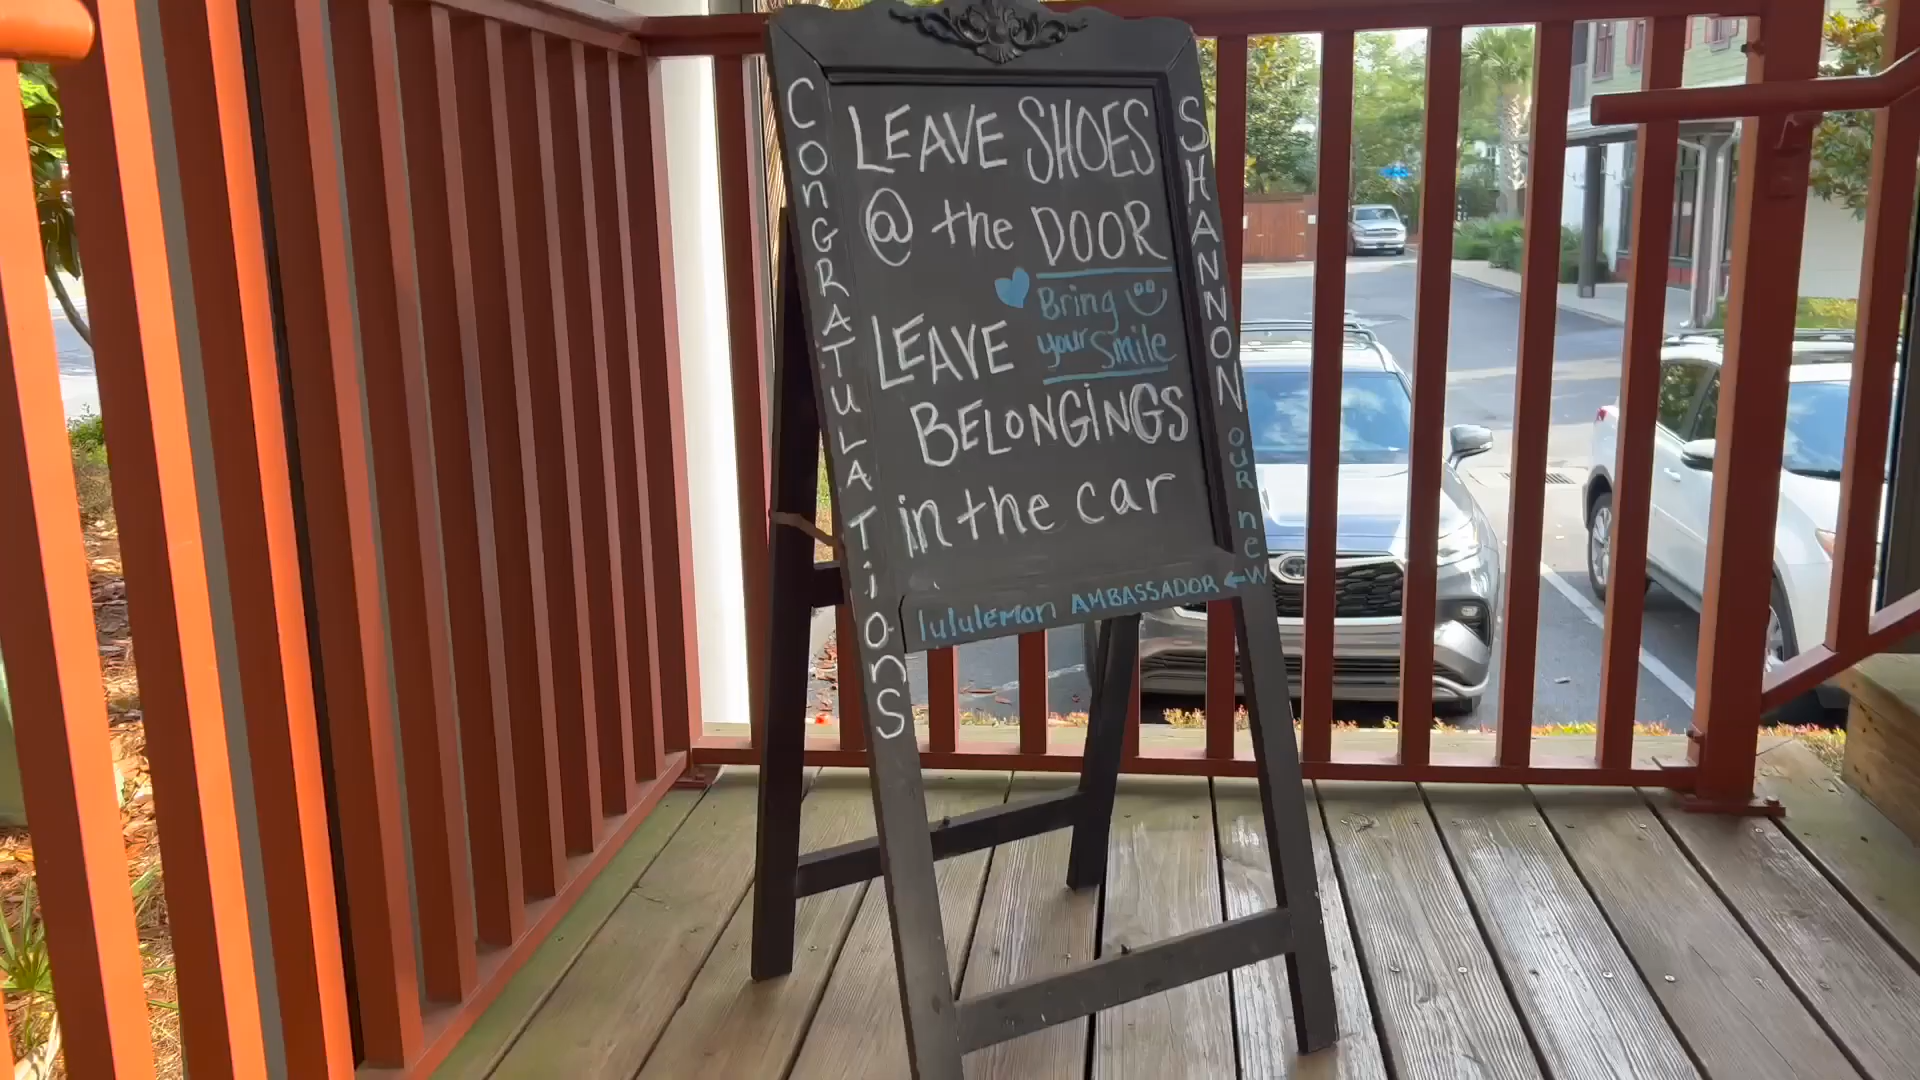 LEAVE SHOES
@ the DOOR
Bring
your Smile
LEAVE
BELONGINGS
in the car
CONGRATULATIONS
SHANNON our new
lululemon AMBASSADOR ←